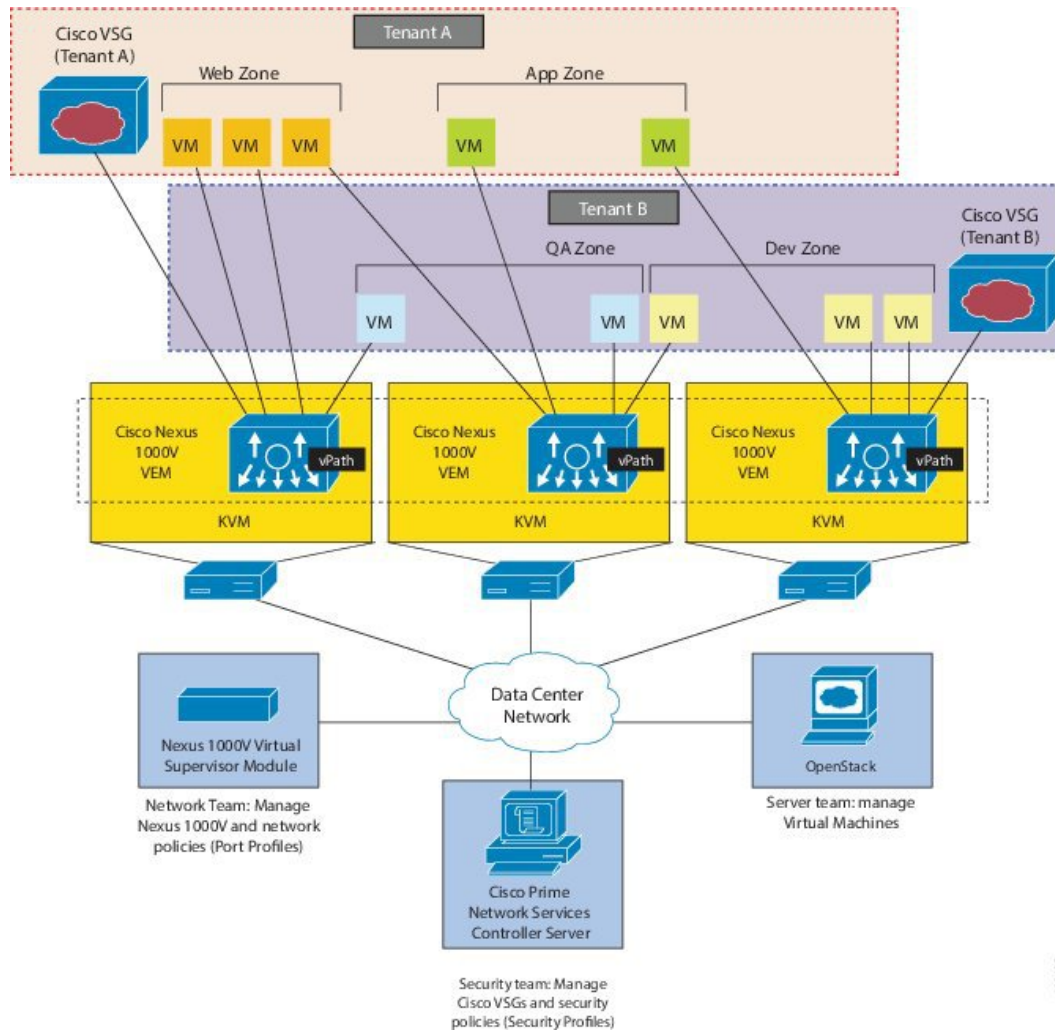 Cisco VSG
(Tenant A)
Tenant A
Web Zone
App Zone
VM
VM
VM
VM
VM
Tenant B
Cisco VSG
(Tenant B)
QA Zone
Dev Zone
VM
VM
VM
VM
VM
Cisco Nexus
1000V
VEM
vPath
KVM
Cisco Nexus
1000V
VEM
vPath
KVM
Cisco Nexus
1000V
VEM
vPath
KVM
Data Center
Network
Nexus 1000V Virtual
Supervisor Module
Network Team: Manage
Nexus 1000V and network
policies (Port Profiles)
OpenStack
Server team: manage
Virtual Machines
Cisco Prime
Network Services
Controller Server
Security team: Manage
Cisco VSGs and security
policies (Security Profiles)